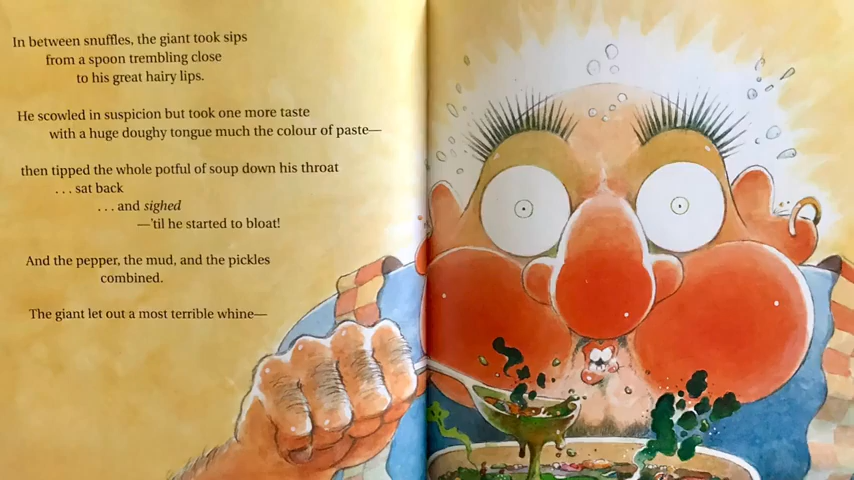 In between snuffles, the giant took sips
from a spoon trembling close
to his great hairy lips.
He scowled in suspicion but took one more taste
with a huge doughy tongue much the colour of paste—
then tipped the whole potful of soup down his throat
. . . sat back
. . . and sighed
—’til he started to bloat!
And the pepper, the mud, and the pickles
combined.
The giant let out a most terrible whine—